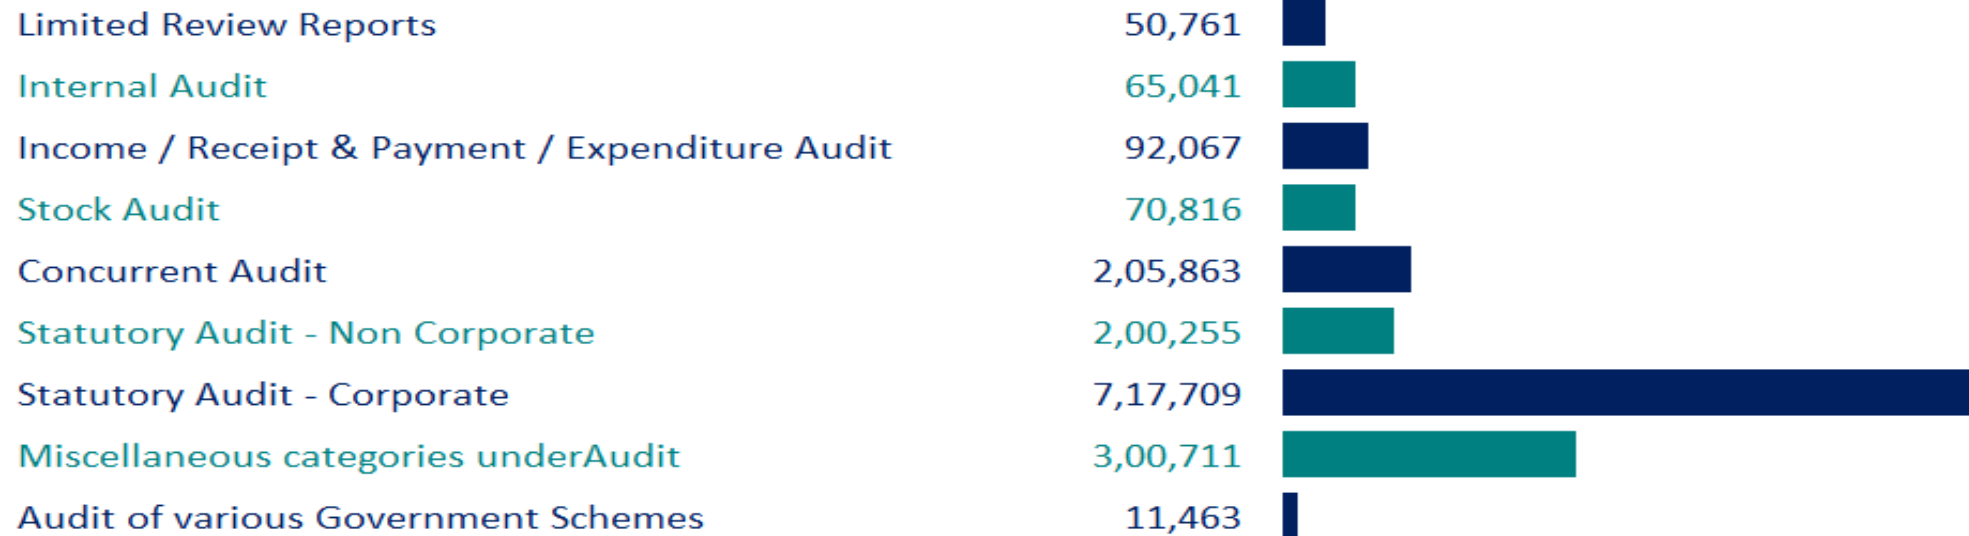 Limited Review Reports 50,761
Internal Audit 65,041
Income / Receipt & Payment / Expenditure Audit 92,067
Stock Audit 70,816
Concurrent Audit 2,05,863
Statutory Audit - Non Corporate 2,00,255
Statutory Audit - Corporate 7,17,709
Miscellaneous categories underAudit 3,00,711
Audit of various Government Schemes 11,463